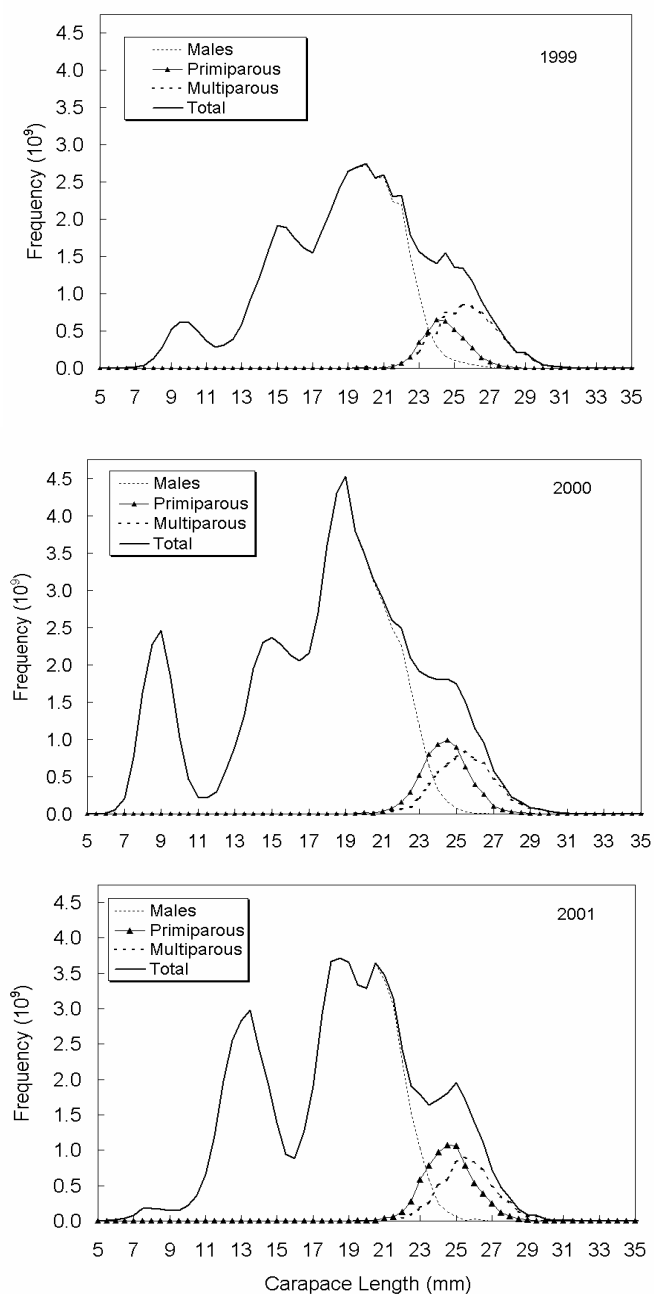 4.5
4.0
3.5
3.0
2.5
2.0
1.5
1.0
0.5
0.0
Frequency (10⁹)
Males
Primiparous
Multiparous
Total
1999
5 7 9 11 13 15 17 19 21 23 25 27 29 31 33 35
4.5
4.0
3.5
3.0
2.5
2.0
1.5
1.0
0.5
0.0
Frequency (10⁹)
Males
Primiparous
Multiparous
Total
2000
5 7 9 11 13 15 17 19 21 23 25 27 29 31 33 35
4.5
4.0
3.5
3.0
2.5
2.0
1.5
1.0
0.5
0.0
Frequency (10⁹)
Males
Primiparous
Multiparous
Total
2001
5 7 9 11 13 15 17 19 21 23 25 27 29 31 33 35
Carapace Length (mm)